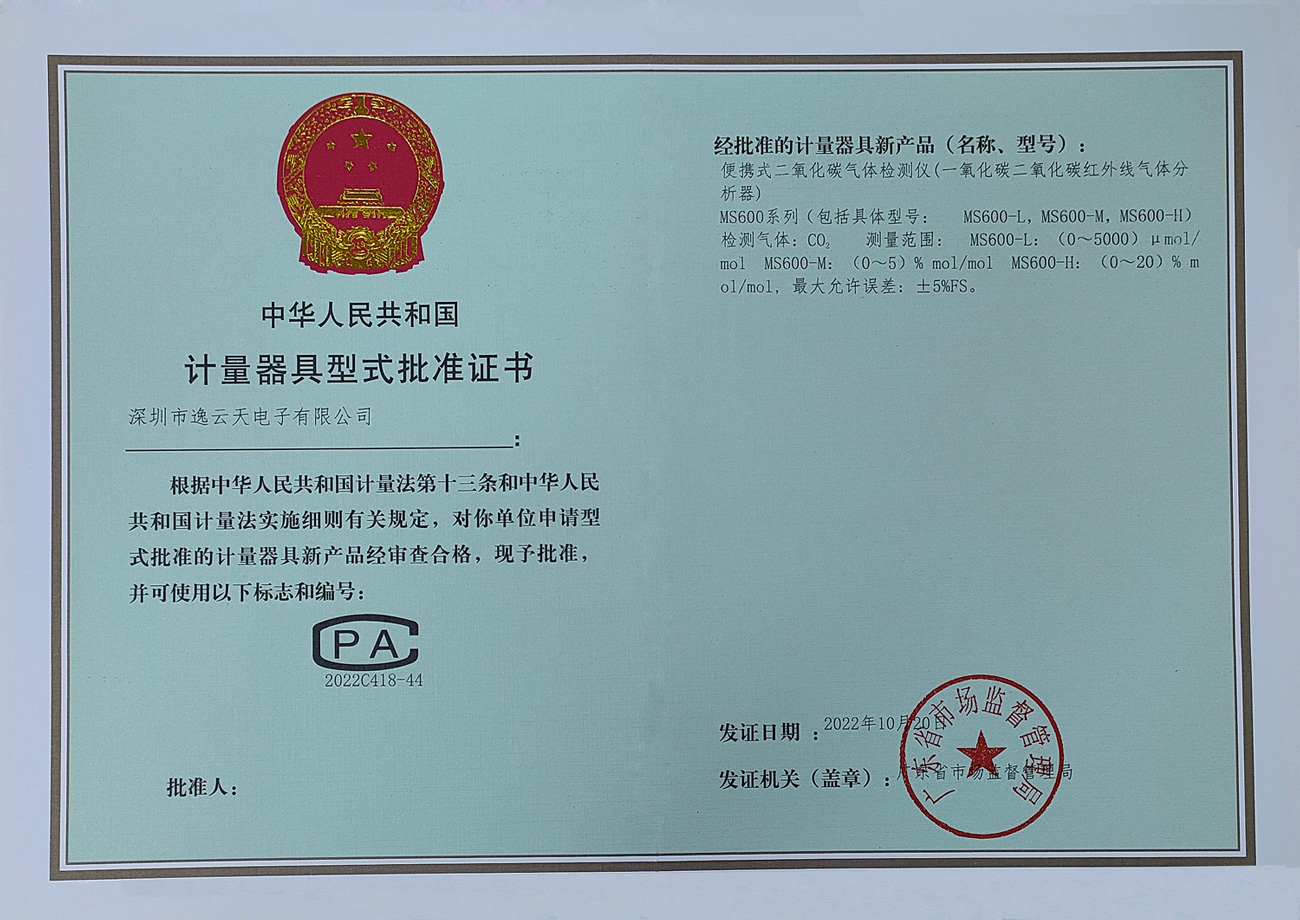 中华人民共和国
计量器具型式批准证书
深圳市逸云天电子有限公司
:
根据中华人民共和国计量法第十三条和中华人民
共和国计量法实施细则有关规定，对你单位申请型
式批准的计量器具新产品经审查合格，现予批准，
并可使用以下标志和编号：
CPA
2022C418-44
批准人：
经批准的计量器具新产品（名称、型号）：
便携式二氧化碳气体检测仪(一氧化碳二氧化碳红外线气体分
析器)
MS600系列（包括具体型号： MS600-L，MS600-M，MS600-H）
检测气体：CO₂ 测量范围： MS600-L：（0～5000）μmol/
mol MS600-M：（0～5）% mol/mol MS600-H：（0～20）% m
ol/mol，最大允许误差：±5%FS。
发证日期：2022年10月20日
发证机关（盖章）：广东省市场监督管理局
广东省市场监督管理局